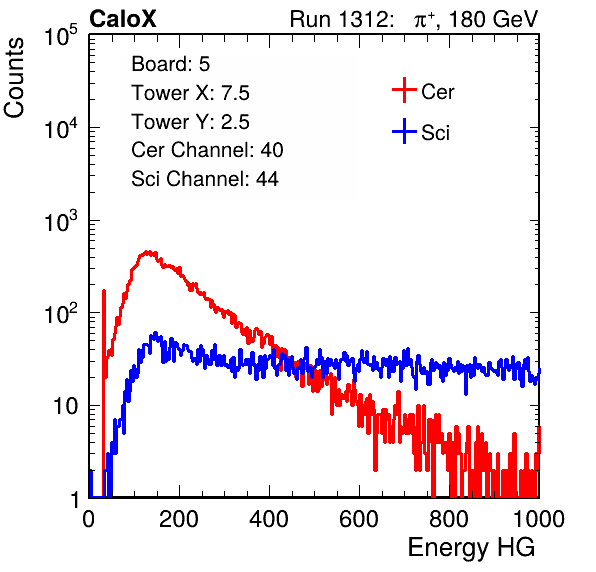 CaloX Run 1312: π⁺, 180 GeV
Counts
10⁵
10⁴
10³
10²
10
1
Board: 5
Tower X: 7.5
Tower Y: 2.5
Cer Channel: 40
Sci Channel: 44
Cer
Sci
0 200 400 600 800 1000
Energy HG